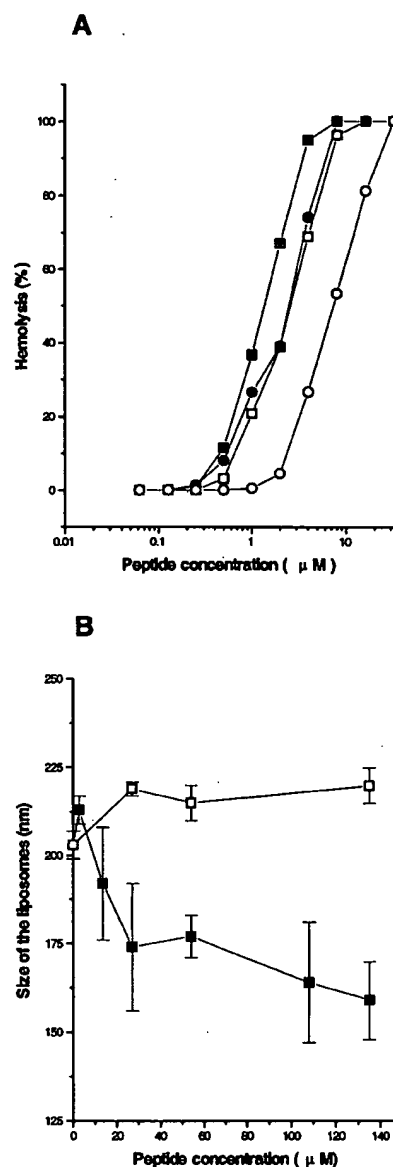 A
100
80
60
40
20
0
Hemolysis (%)
0.01 0.1 1 10
Peptide concentration ( μ M )
B
250
225
200
175
150
125
Size of the liposomes (nm)
0 20 40 60 80 100 120 140
Peptide concentration ( μ M )